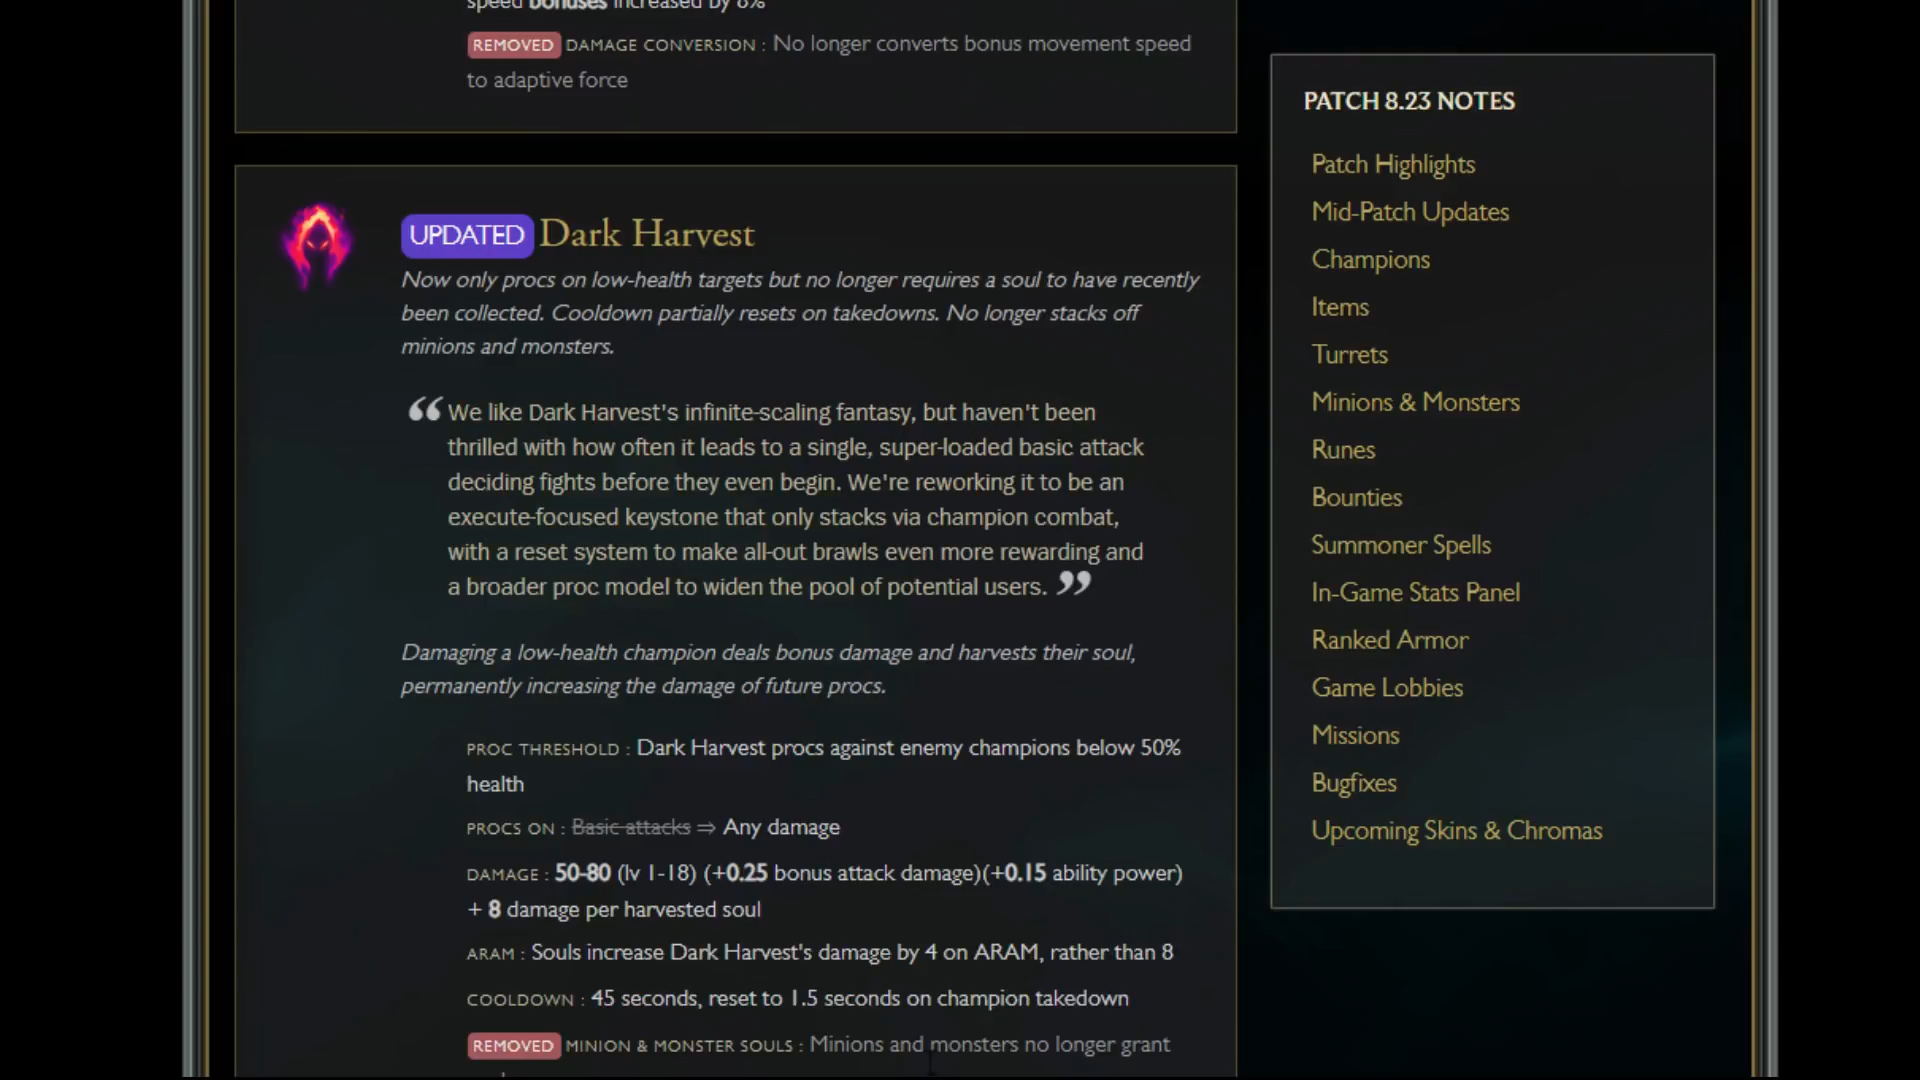 speed bonuses increased by 8%
REMOVED DAMAGE CONVERSION : No longer converts bonus movement speed
to adaptive force
UPDATED Dark Harvest
Now only procs on low-health targets but no longer requires a soul to have recently
been collected. Cooldown partially resets on takedowns. No longer stacks off
minions and monsters.
“ We like Dark Harvest's infinite-scaling fantasy, but haven't been
thrilled with how often it leads to a single, super-loaded basic attack
deciding fights before they even begin. We're reworking it to be an
execute-focused keystone that only stacks via champion combat,
with a reset system to make all-out brawls even more rewarding and
a broader proc model to widen the pool of potential users. ”
Damaging a low-health champion deals bonus damage and harvests their soul,
permanently increasing the damage of future procs.
PROC THRESHOLD : Dark Harvest procs against enemy champions below 50%
health
PROCS ON : Basic attacks ⇒ Any damage
DAMAGE : 50-80 (lv 1-18) (+0.25 bonus attack damage)(+0.15 ability power)
+ 8 damage per harvested soul
ARAM : Souls increase Dark Harvest's damage by 4 on ARAM, rather than 8
COOLDOWN : 45 seconds, reset to 1.5 seconds on champion takedown
REMOVED MINION & MONSTER SOULS : Minions and monsters no longer grant
PATCH 8.23 NOTES
Patch Highlights
Mid-Patch Updates
Champions
Items
Turrets
Minions & Monsters
Runes
Bounties
Summoner Spells
In-Game Stats Panel
Ranked Armor
Game Lobbies
Missions
Bugfixes
Upcoming Skins & Chromas